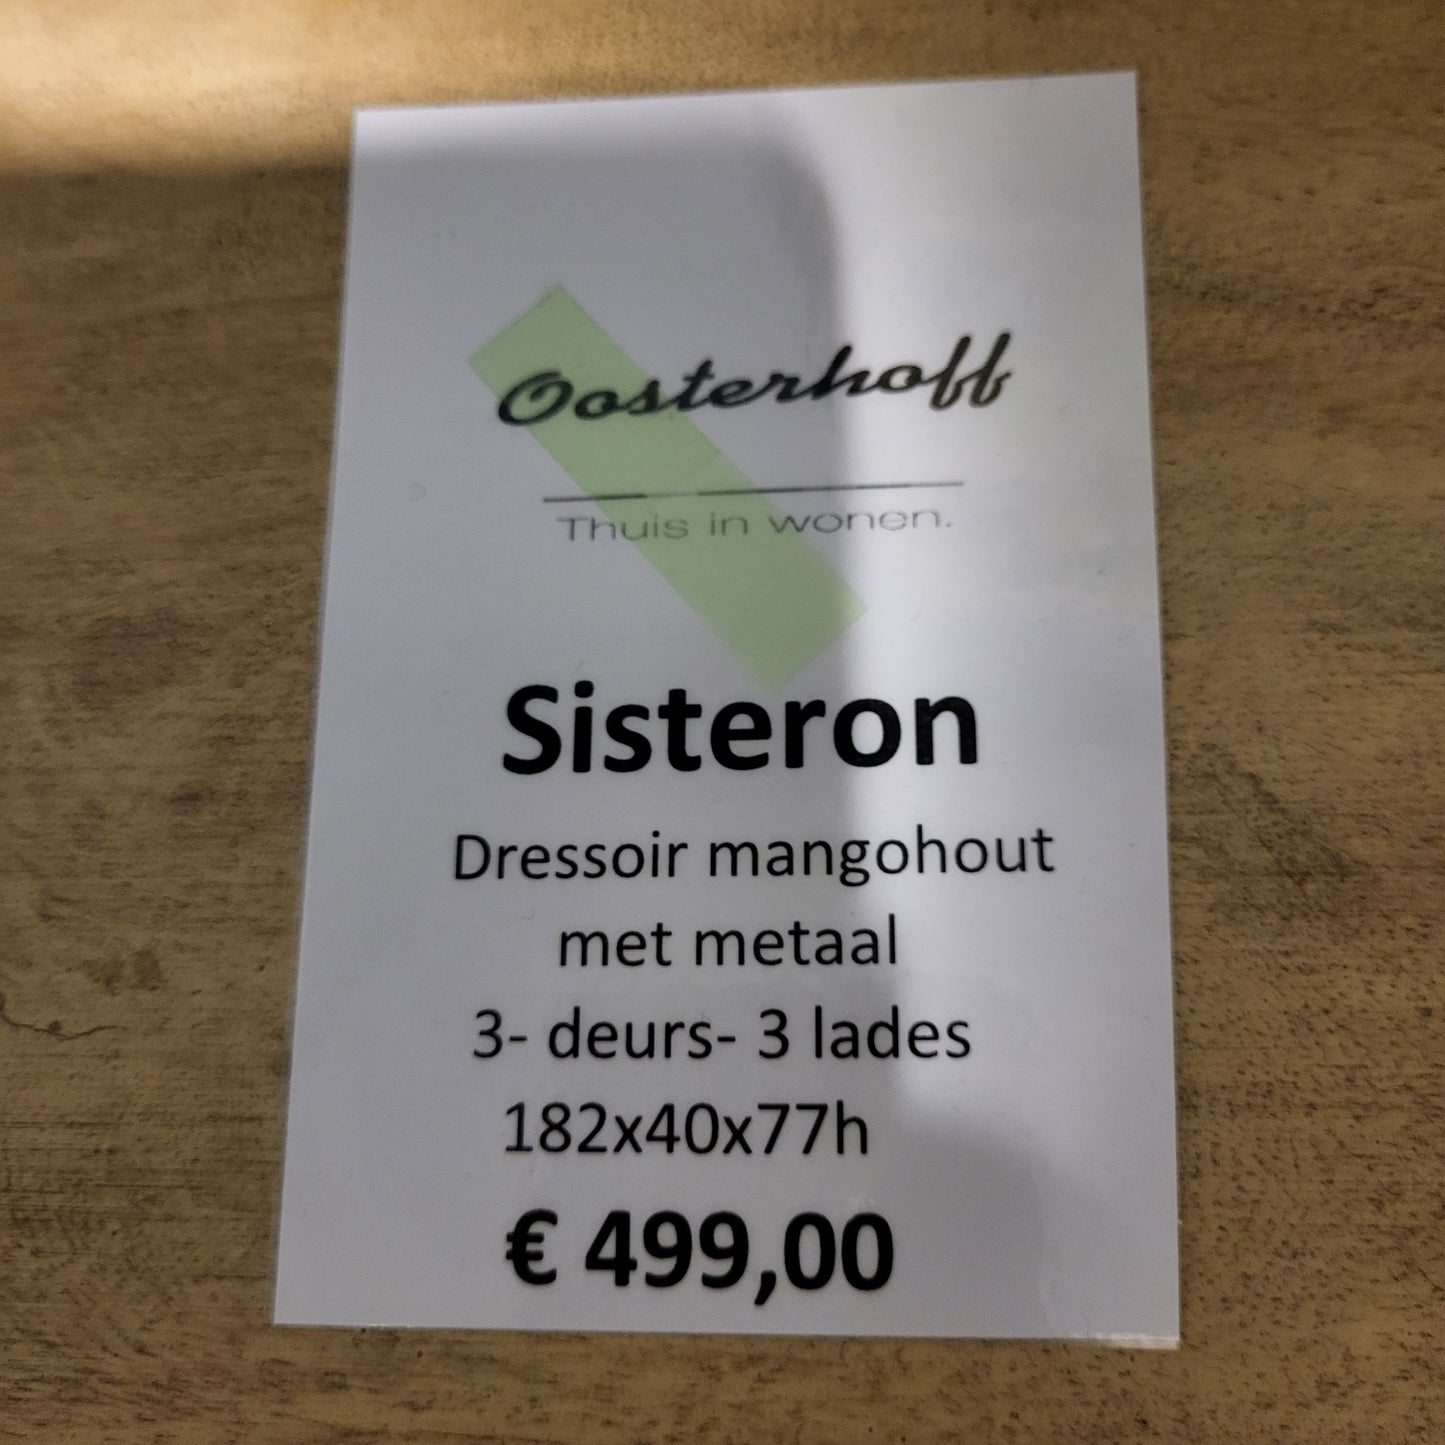 Oosterhoff
Thuis in wonen.
Sisteron
Dressoir mangohout
met metaal
3- deurs- 3 lades
182x40x77h
€ 499,00